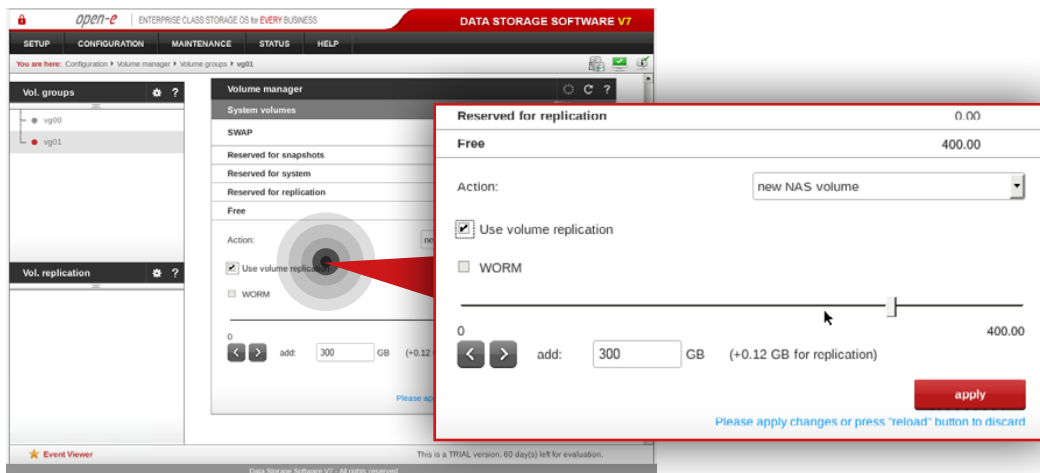 open-e ENTERPRISE CLASS STORAGE OS for EVERY BUSINESS DATA STORAGE SOFTWARE V7
SETUP CONFIGURATION MAINTENANCE STATUS HELP
You are here: Configuration Volume manager Volume groups vg01
Vol. groups ?
vg00
vg01
Vol. replication ?
Volume manager ?
System volumes
SWAP
Reserved for snapshots
Reserved for system
Reserved for replication
Free
Action: ne
Use volume replication
WORM
0
add: 300 GB (+0.12
Please ap
Reserved for replication 0.00
Free 400.00
Action: new NAS volume
Use volume replication
WORM
0 400.00
add: 300 GB (+0.12 GB for replication)
apply
Please apply changes or press "reload" button to discard
Event Viewer This is a TRIAL version. 60 day(s) left for evaluation.
Data Storage Software V7 - All rights reserved